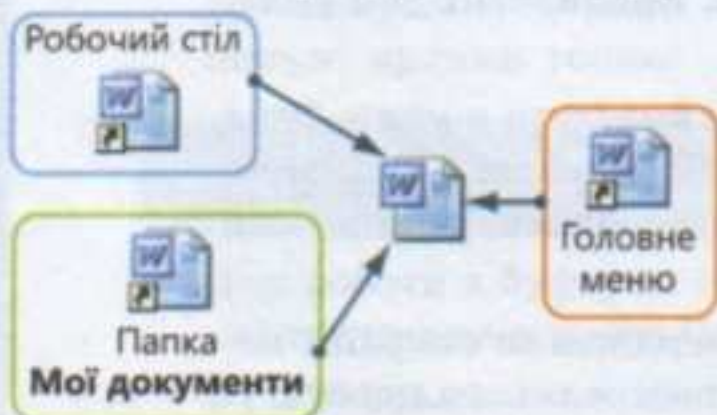 Робочий стіл
Головне
меню
Папка
Мої документи